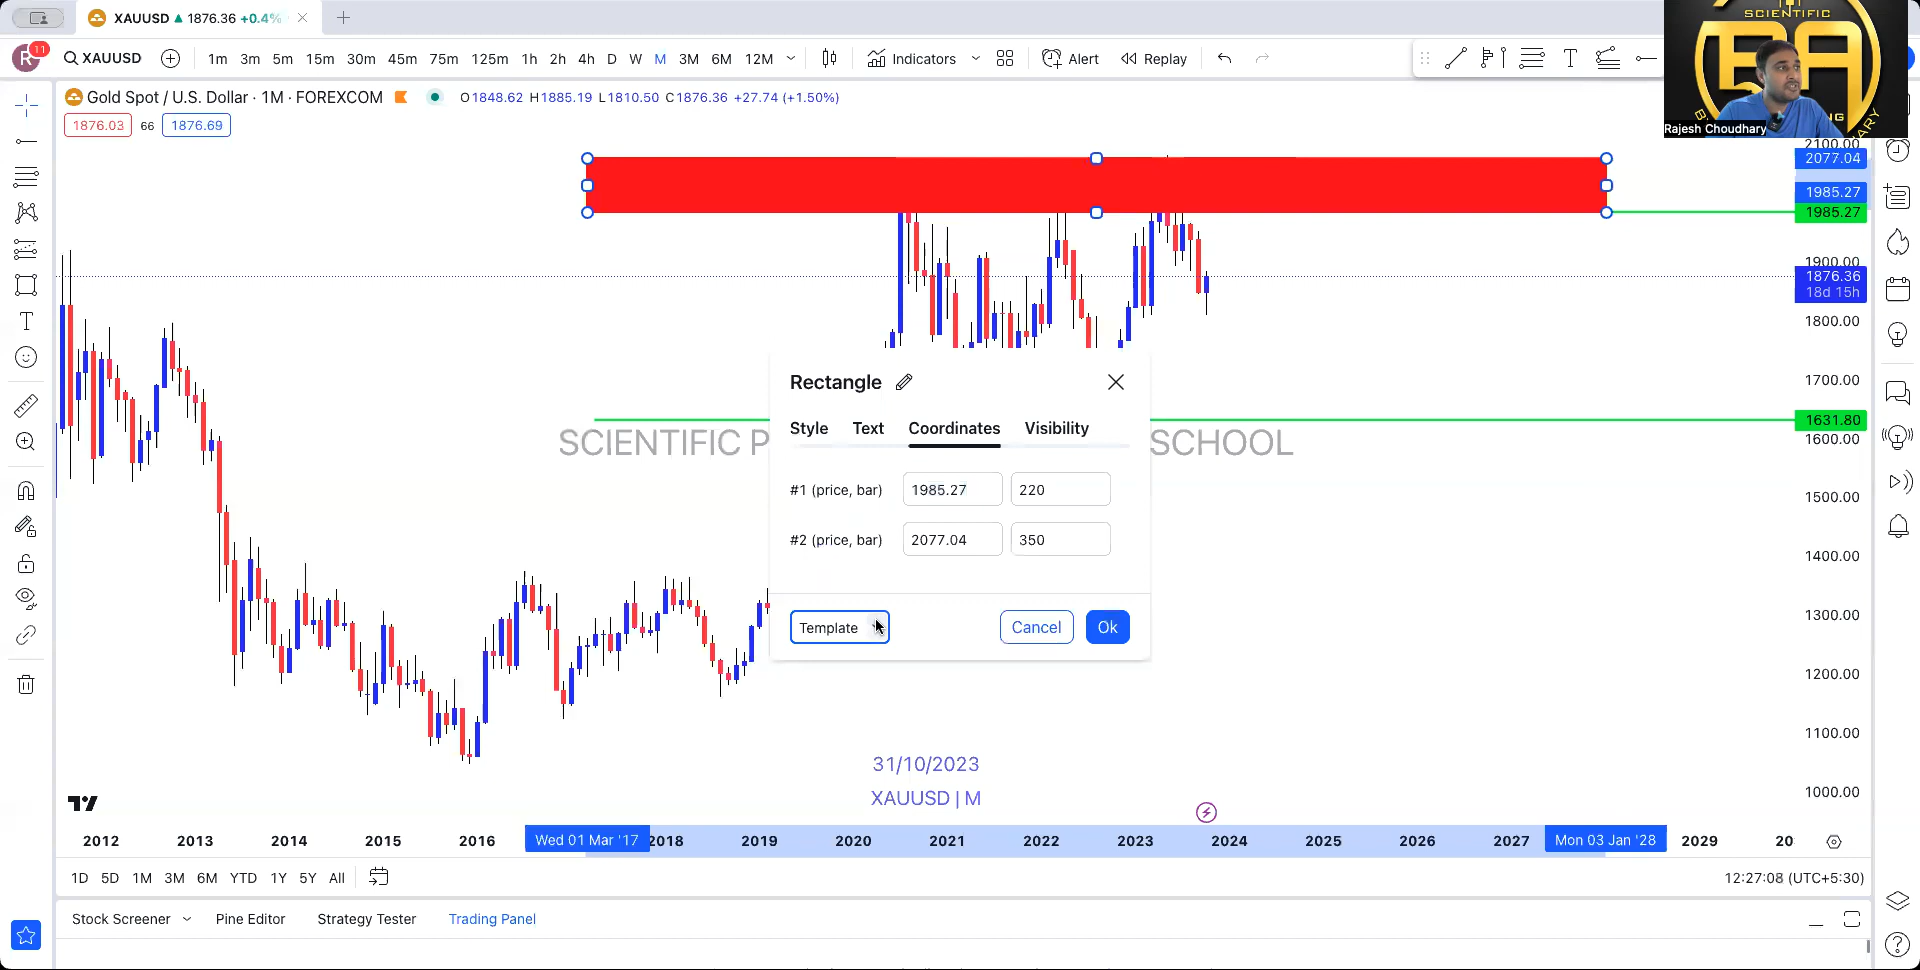 XAUUSD ▲ 1876.36 +0.4%
R 11 XAUUSD 1m 3m 5m 15m 30m 45m 75m 125m 1h 2h 4h D W M 3M 6M 12M Indicators Alert Replay
SCIENTIFIC
BA
Rajesh Choudhary
Gold Spot / U.S. Dollar · 1M · FOREXCOM O1848.62 H1885.19 L1810.50 C1876.36 +27.74 (+1.50%)
1876.03 66 1876.69
2100.00
2077.04
1985.27
1985.27
1900.00
1876.36
18d 15h
1800.00
1700.00
1631.80
1600.00
1500.00
1400.00
1300.00
1200.00
1100.00
1000.00
SCIENTIFIC P
SCHOOL
Rectangle
Style Text Coordinates Visibility
#1 (price, bar) 1985.27 220
#2 (price, bar) 2077.04 350
Template Cancel Ok
31/10/2023
XAUUSD | M
2012 2013 2014 2015 2016 Wed 01 Mar '17 2018 2019 2020 2021 2022 2023 2024 2025 2026 2027 Mon 03 Jan '28 2029 20
1D 5D 1M 3M 6M YTD 1Y 5Y All 12:27:08 (UTC+5:30)
Stock Screener Pine Editor Strategy Tester Trading Panel